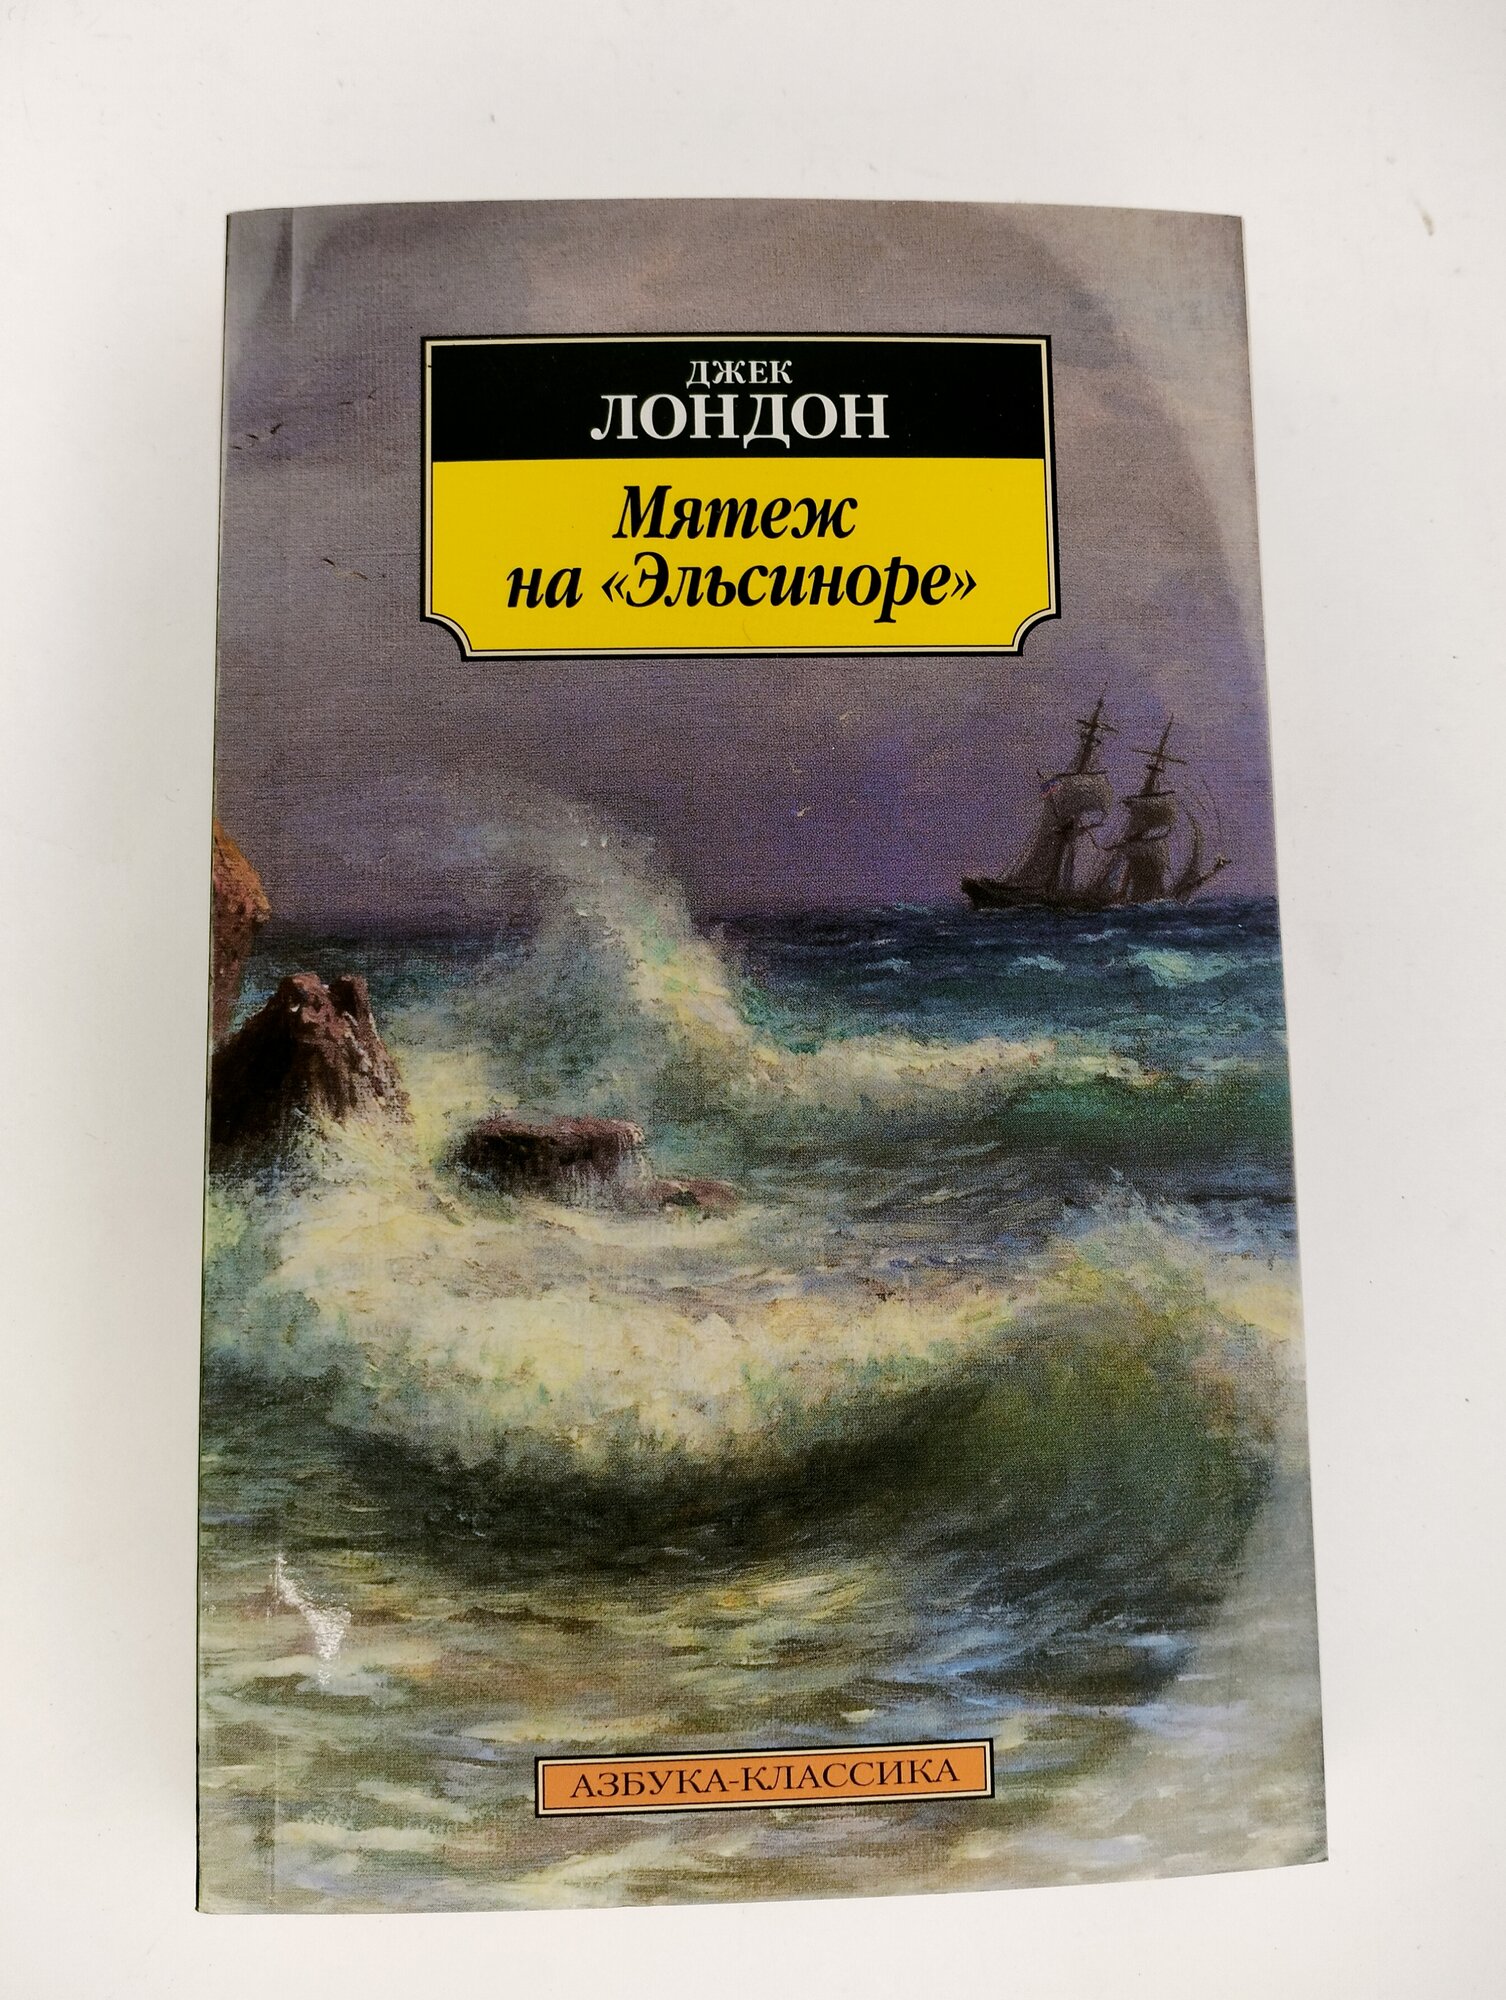 ДЖЕК
ЛОНДОН
Мятеж
на «Эльсиноре»
АЗБУКА-КЛАССИКА